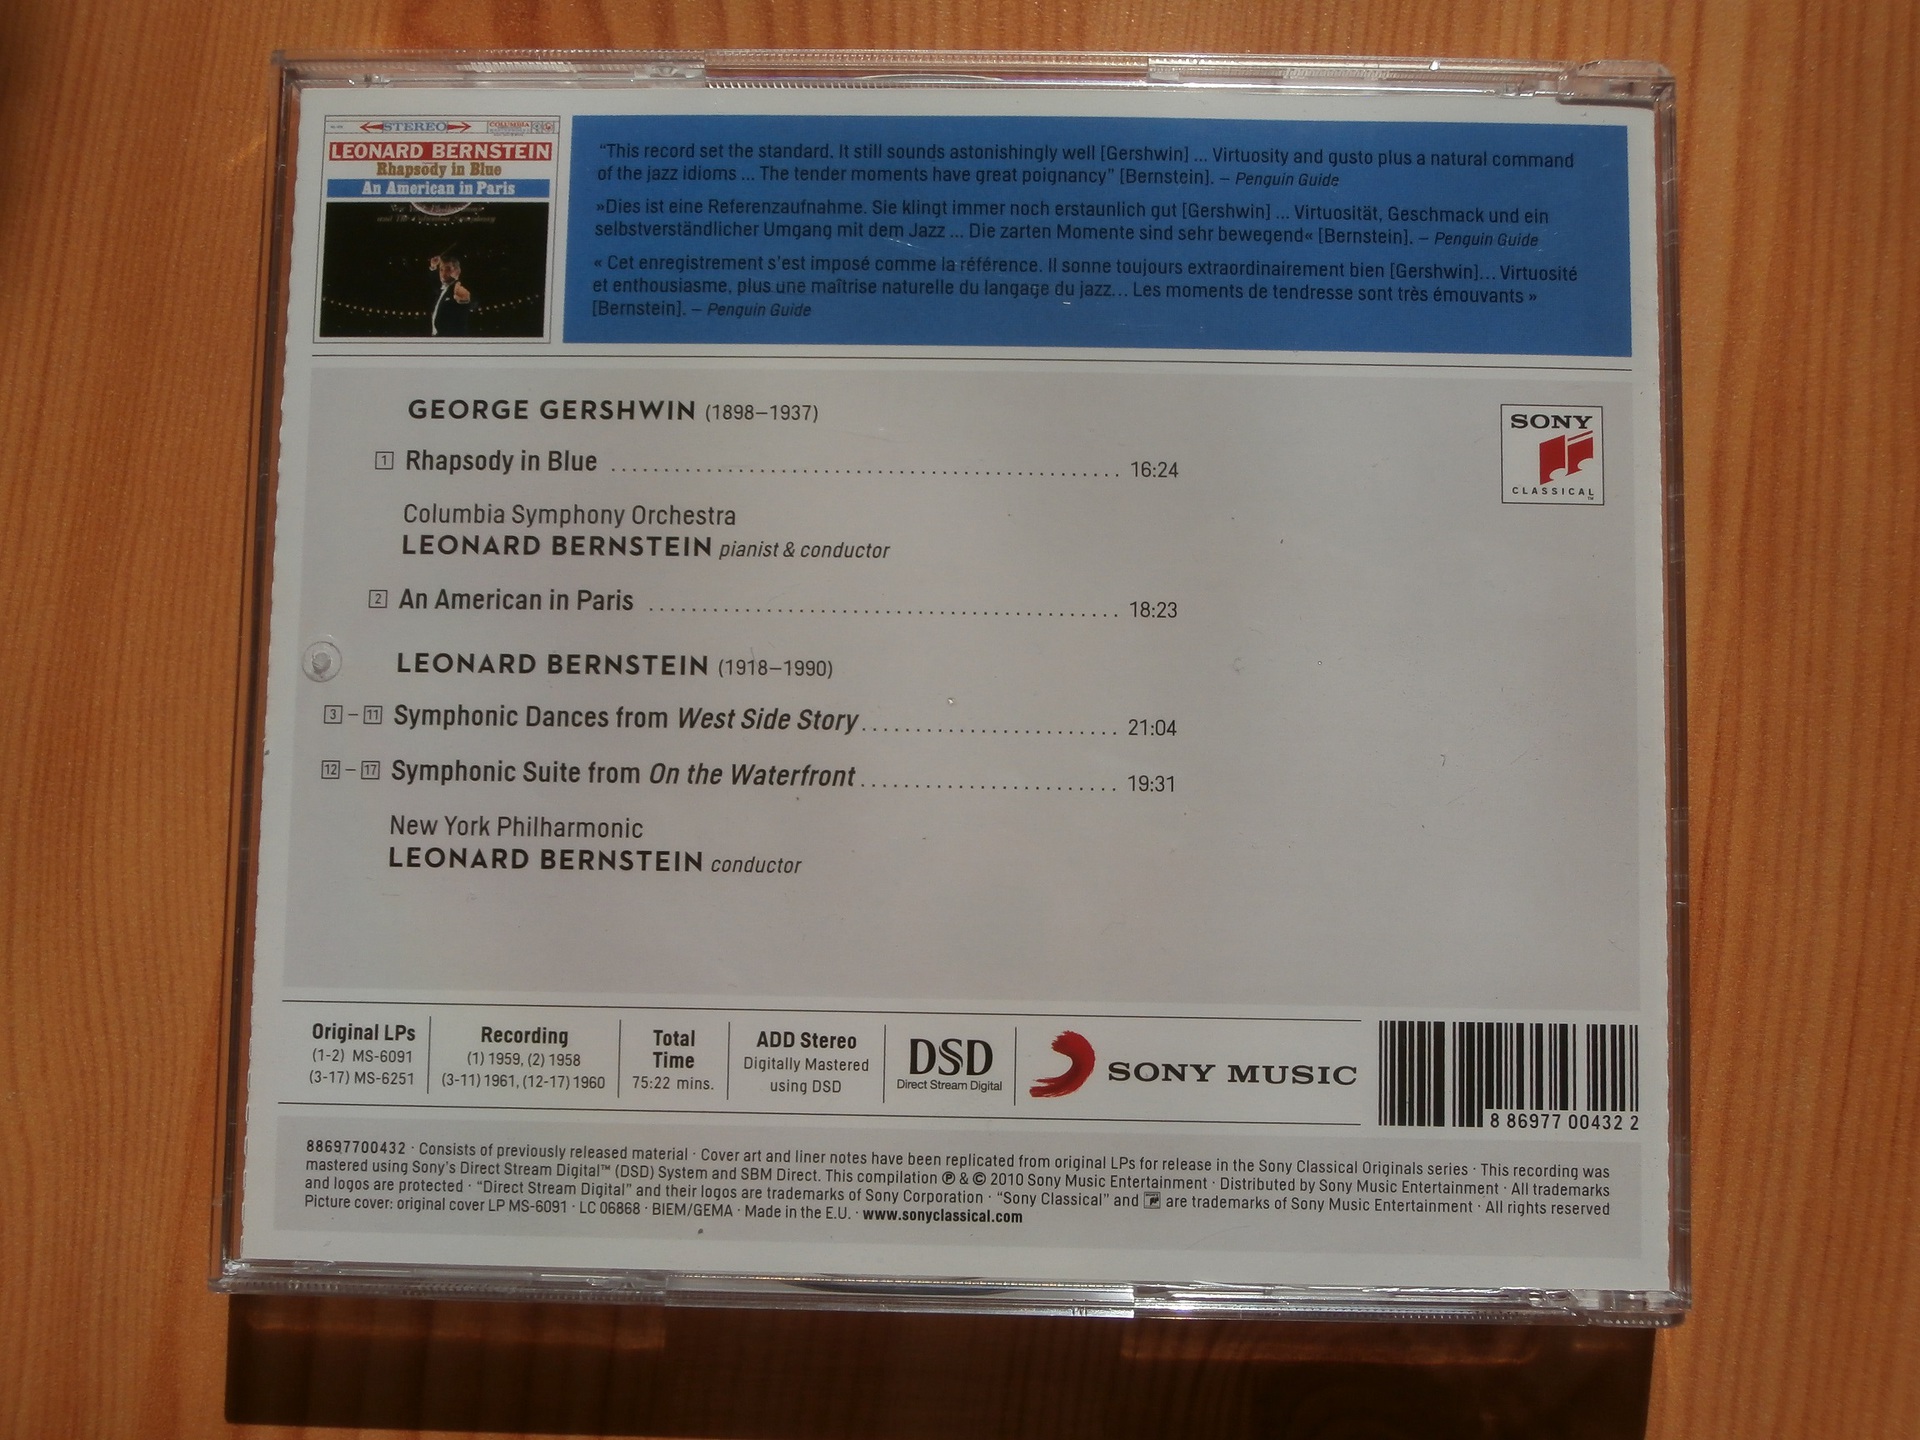 STEREO
COLUMBIA
LEONARD BERNSTEIN
Rhapsody in Blue
An American in Paris
“This record set the standard. It still sounds astonishingly well [Gershwin] ... Virtuosity and gusto plus a natural command
of the jazz idioms ... The tender moments have great poignancy” [Bernstein]. – Penguin Guide
»Dies ist eine Referenzaufnahme. Sie klingt immer noch erstaunlich gut [Gershwin] ... Virtuosität, Geschmack und ein
selbstverständlicher Umgang mit dem Jazz ... Die zarten Momente sind sehr bewegend« [Bernstein]. – Penguin Guide
« Cet enregistrement s’est imposé comme la référence. Il sonne toujours extraordinairement bien [Gershwin]... Virtuosité
et enthousiasme, plus une maîtrise naturelle du langage du jazz... Les moments de tendresse sont très émouvants »
[Bernstein]. – Penguin Guide
GEORGE GERSHWIN (1898–1937)
1 Rhapsody in Blue 16:24
Columbia Symphony Orchestra
LEONARD BERNSTEIN pianist & conductor
2 An American in Paris 18:23
LEONARD BERNSTEIN (1918–1990)
3 – 11 Symphonic Dances from West Side Story 21:04
12 – 17 Symphonic Suite from On the Waterfront 19:31
New York Philharmonic
LEONARD BERNSTEIN conductor
SONY
CLASSICAL
Original LPs
(1-2) MS-6091
(3-17) MS-6251
Recording
(1) 1959, (2) 1958
(3-11) 1961, (12-17) 1960
Total
Time
75:22 mins.
ADD Stereo
Digitally Mastered
using DSD
DSD
Direct Stream Digital
SONY MUSIC
8 86977 00432 2
88697700432 · Consists of previously released material · Cover art and liner notes have been replicated from original LPs for release in the Sony Classical Originals series · This recording was
mastered using Sony’s Direct Stream Digital™ (DSD) System and SBM Direct. This compilation ℗ & © 2010 Sony Music Entertainment · Distributed by Sony Music Entertainment · All trademarks
and logos are protected · “Direct Stream Digital” and their logos are trademarks of Sony Corporation · “Sony Classical” and are trademarks of Sony Music Entertainment · All rights reserved
Picture cover: original cover LP MS-6091 · LC 06868 · BIEM/GEMA · Made in the E.U. · www.sonyclassical.com